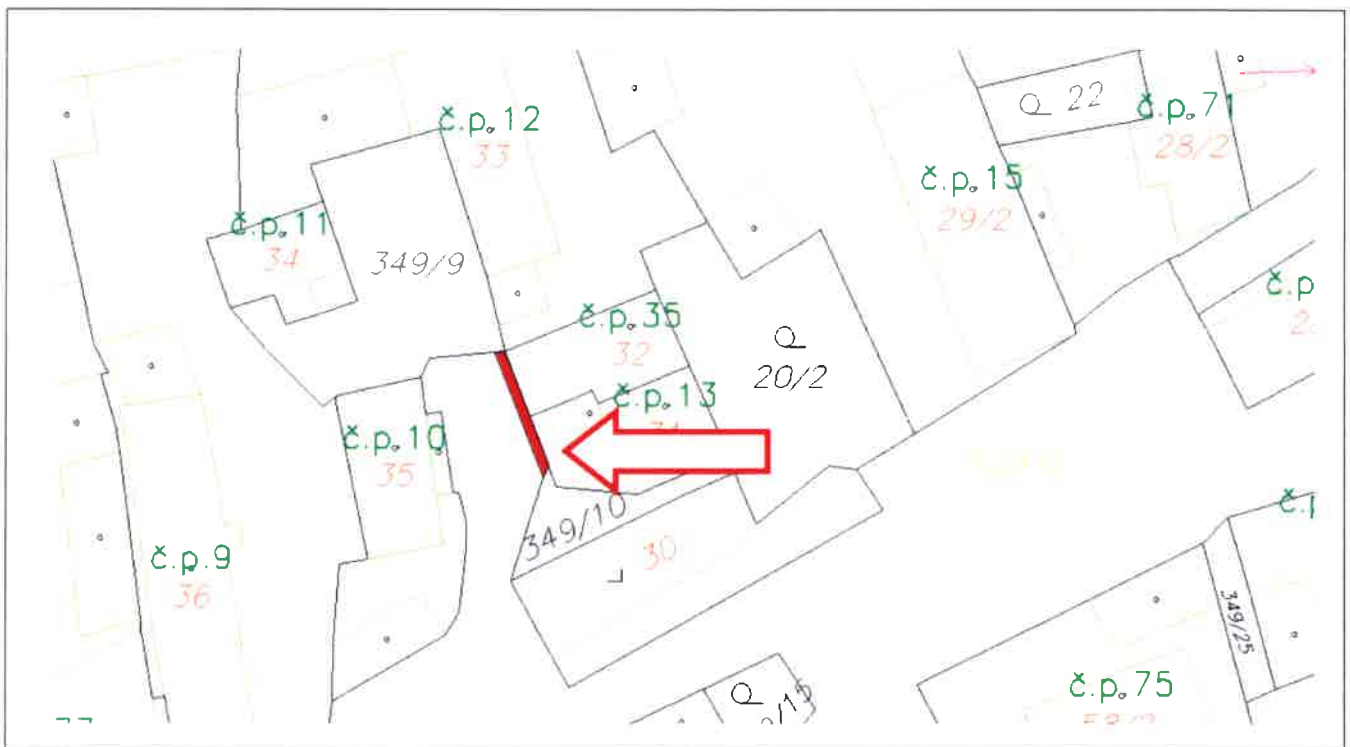 č.p. 12
33
22
č.p. 71
28/2
č.p. 15
29/2
č.p. 11
34
349/9
č.p. 35
32
20/2
č.p. 13
č.p. 10
35
349/10
30
č.p. 9
36
349/25
č.p. 75